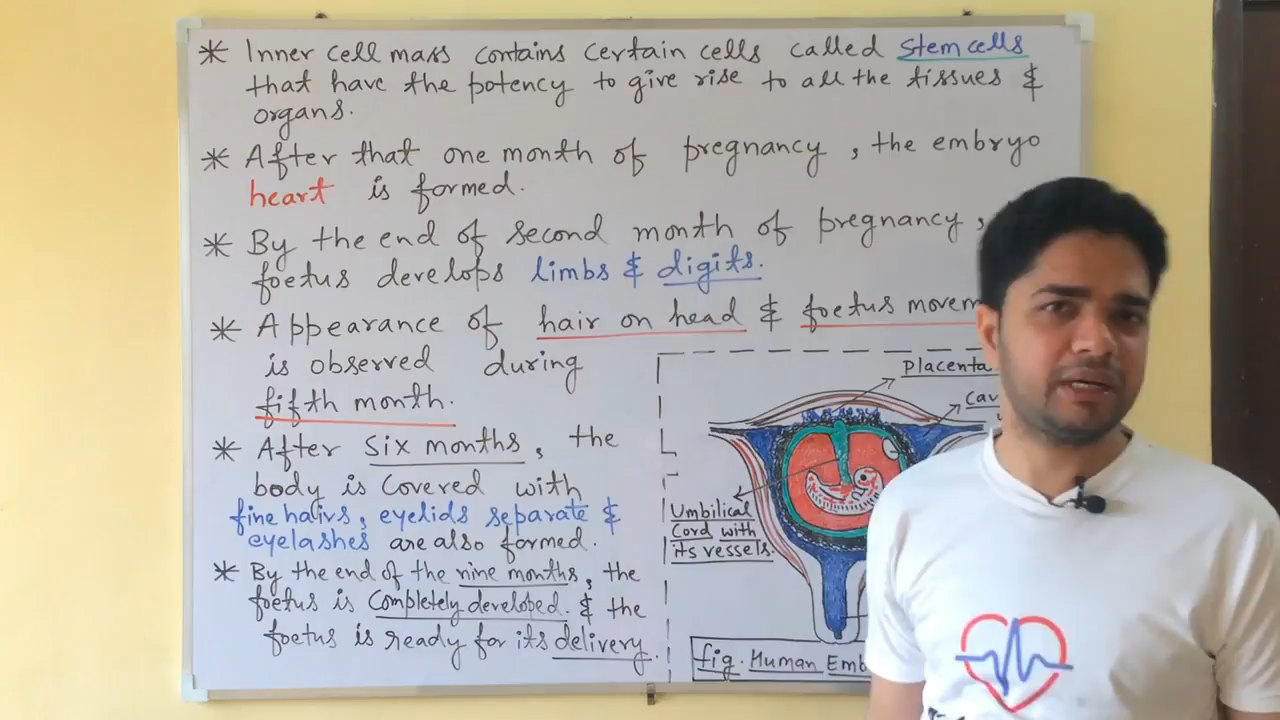 * Inner cell mass contains certain cells called stem cells
that have the potency to give rise to all the tissues &
organs.
* After that one month of pregnancy, the embryo
heart is formed.
* By the end of second month of pregnancy,
foetus develops limbs & digits.
* Appearance of hair on head & foetus movem
is observed during
fifth month.
* After six months, the
body is covered with
fine hairs, eyelids separate &
eyelashes are also formed.
* By the end of the nine months, the
foetus is completely developed. & the
foetus is ready for its delivery.
Placenta
Cav
Umbilical
Cord with
its vessels.
fig. Human Emb